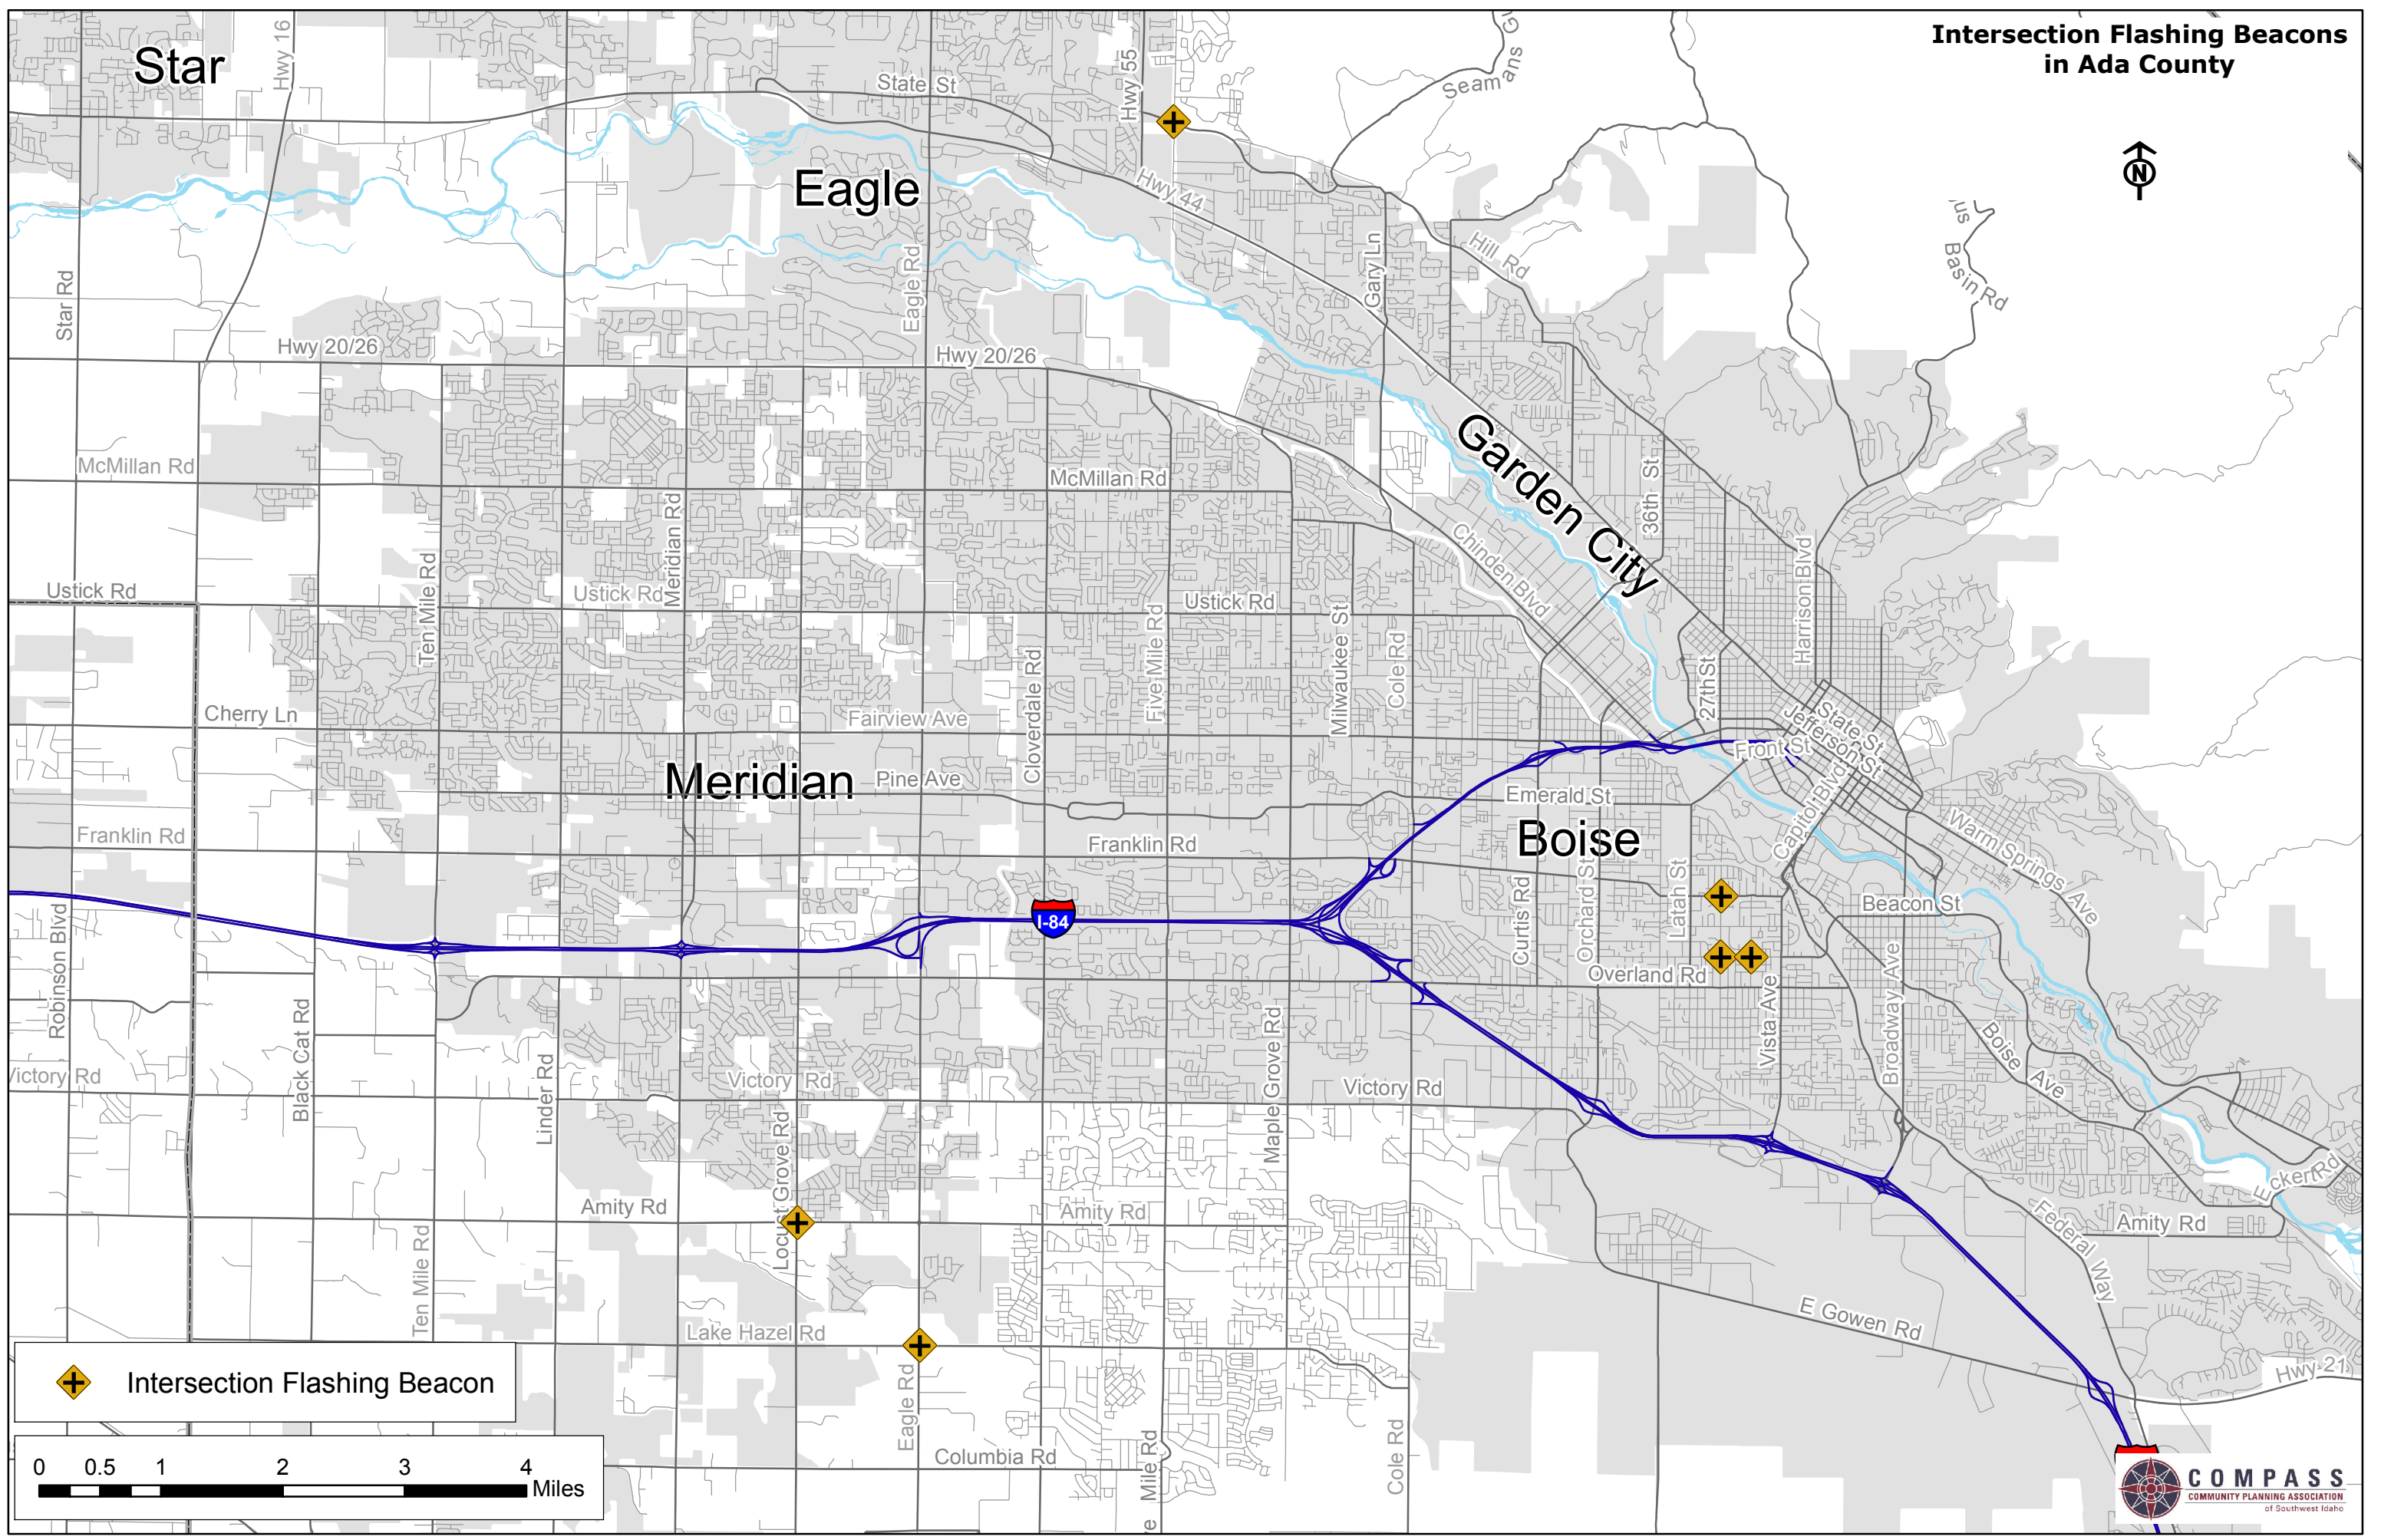 Intersection Flashing Beacons
in Ada County
N
Star
Hwy 16
Hwy 55
State St
Seamans
Eagle
Hwy 44
Hill Rd
Gary Ln
Basin Rd
Star Rd
Eagle Rd
Hwy 20/26
Hwy 20/26
Garden City
McMillan Rd
McMillan Rd
Meridian Rd
36th St
Chinden Blvd
Harrison Blvd
Ustick Rd
Ten Mile Rd
Ustick Rd
Ustick Rd
Five Mile Rd
Milwaukee St
Cole Rd
27th St
Cherry Ln
Fairview Ave
Cloverdale Rd
State St
Jefferson St
Front St
Meridian
Pine Ave
Emerald St
Capitol Blvd
Franklin Rd
Franklin Rd
Boise
Warm Springs Ave
Curtis Rd
Orchard St
Latah St
Beacon St
I-84
Robinson Blvd
Overland Rd
Black Cat Rd
Linder Rd
Maple Grove Rd
Vista Ave
Broadway Ave
Boise Ave
Victory Rd
Victory Rd
Victory Rd
Locust Grove Rd
Amity Rd
Amity Rd
Eckert Rd
Federal Way
Amity Rd
Ten Mile Rd
Lake Hazel Rd
E Gowen Rd
Hwy 21
Intersection Flashing Beacon
Eagle Rd
Columbia Rd
Mile Rd
Cole Rd
0 0.5 1 2 3 4
Miles
COMPASS
COMMUNITY PLANNING ASSOCIATION
of Southwest Idaho